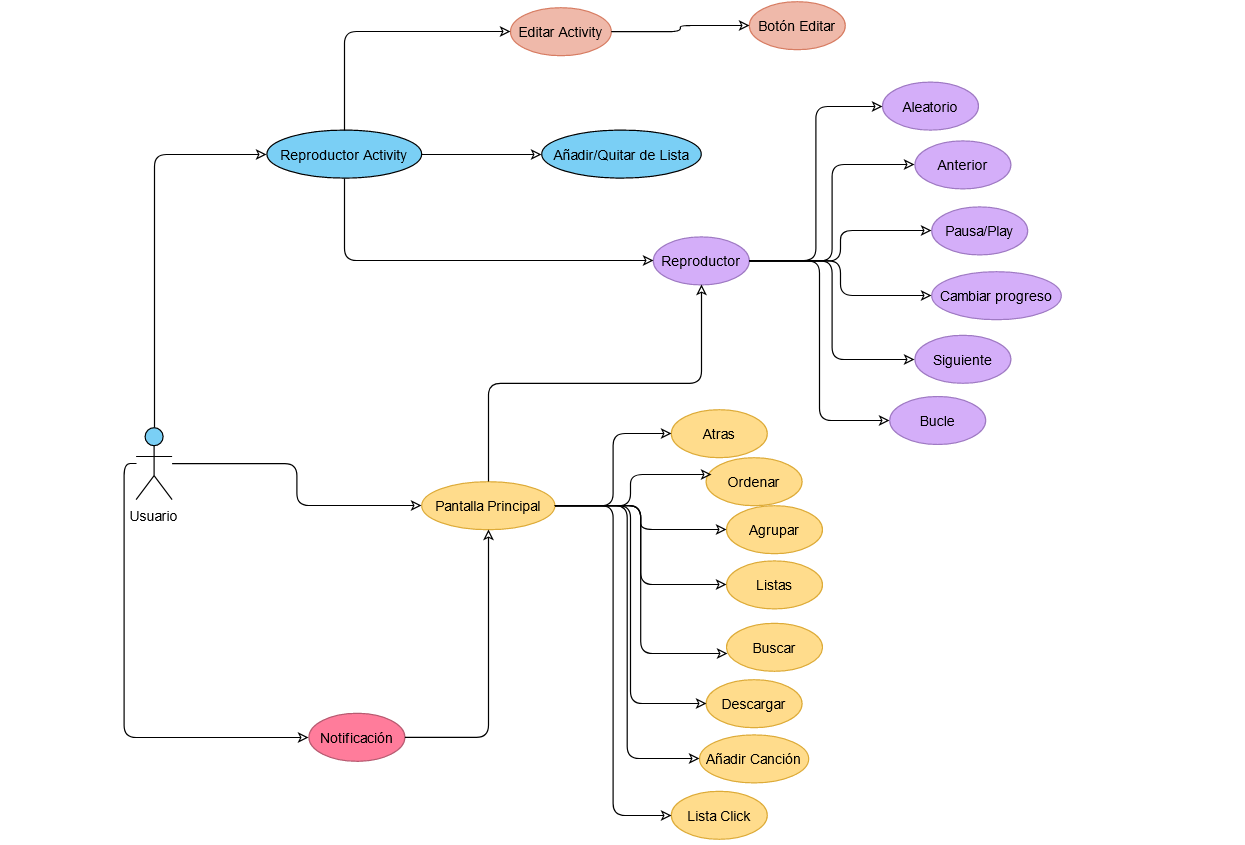 Editar Activity
Botón Editar
Aleatorio
Reproductor Activity
Añadir/Quitar de Lista
Anterior
Pausa/Play
Reproductor
Cambiar progreso
Siguiente
Bucle
Atras
Ordenar
Pantalla Principal
Usuario
Agrupar
Listas
Buscar
Descargar
Notificación
Añadir Canción
Lista Click